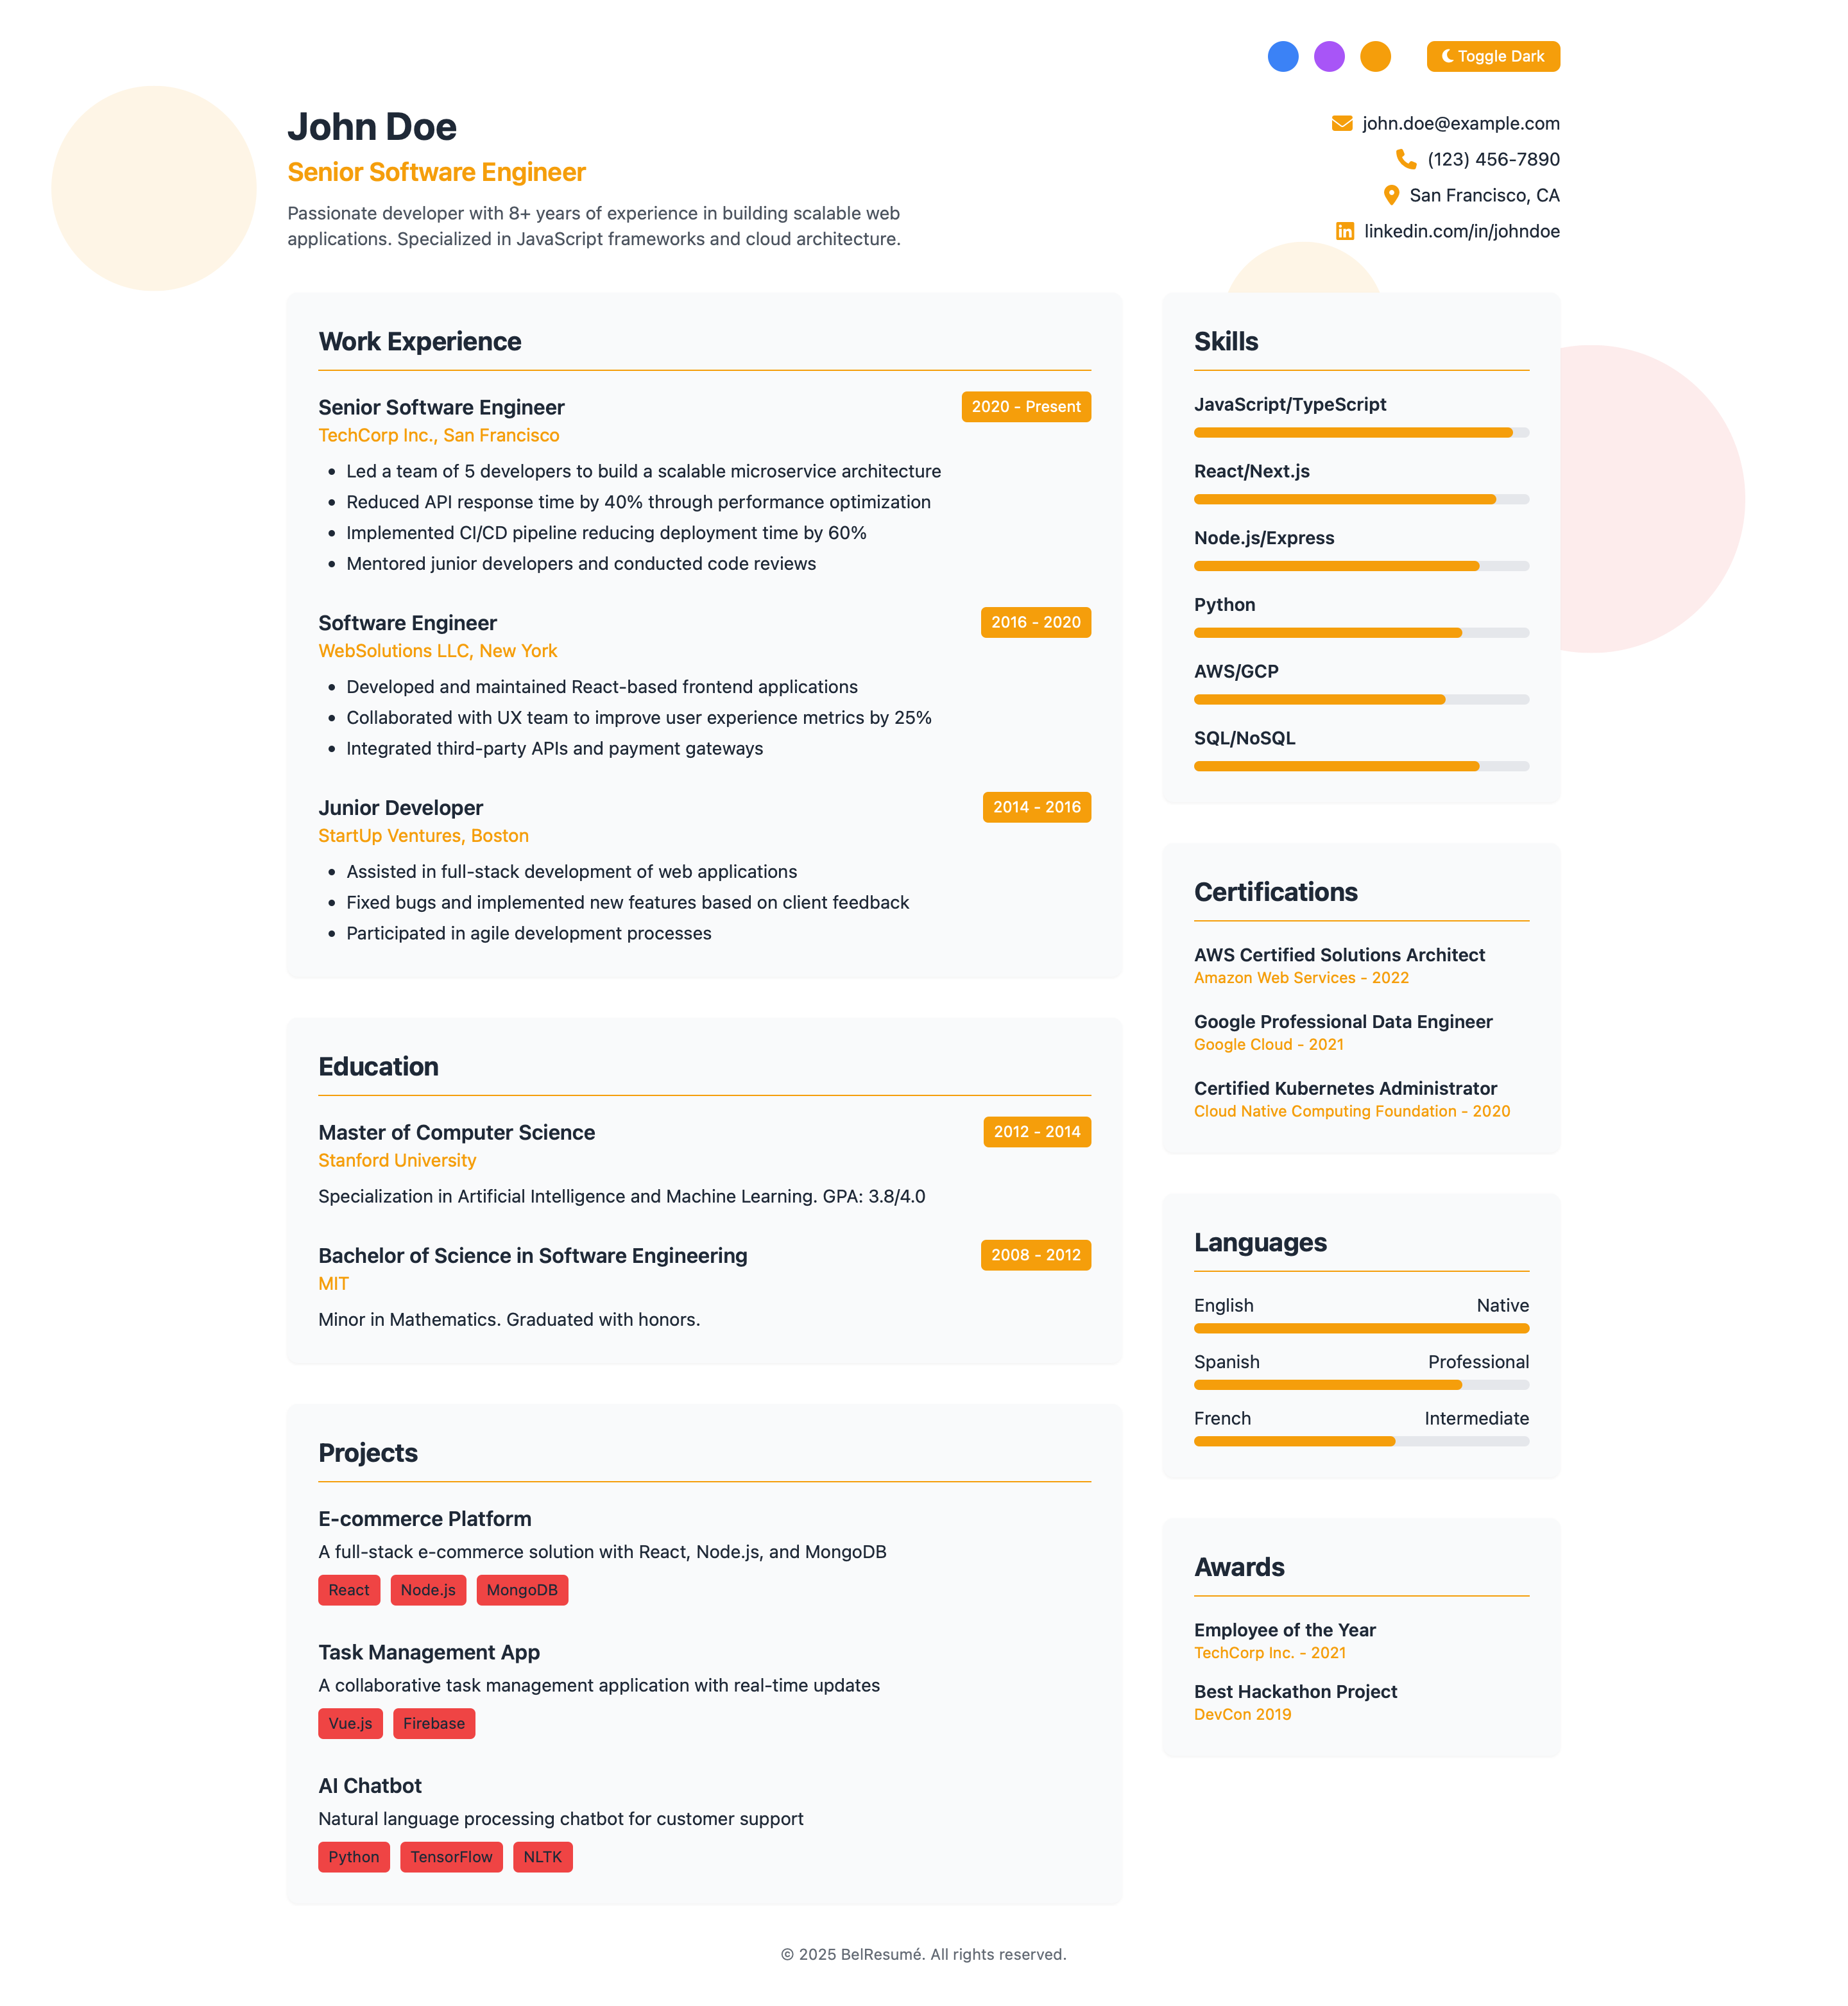 Toggle Dark
John Doe
Senior Software Engineer
Passionate developer with 8+ years of experience in building scalable web
applications. Specialized in JavaScript frameworks and cloud architecture.
john.doe@example.com
(123) 456-7890
San Francisco, CA
linkedin.com/in/johndoe
Work Experience
Senior Software Engineer
2020 - Present
TechCorp Inc., San Francisco
• Led a team of 5 developers to build a scalable microservice architecture
• Reduced API response time by 40% through performance optimization
• Implemented CI/CD pipeline reducing deployment time by 60%
• Mentored junior developers and conducted code reviews
Software Engineer
2016 - 2020
WebSolutions LLC, New York
• Developed and maintained React-based frontend applications
• Collaborated with UX team to improve user experience metrics by 25%
• Integrated third-party APIs and payment gateways
Junior Developer
2014 - 2016
StartUp Ventures, Boston
• Assisted in full-stack development of web applications
• Fixed bugs and implemented new features based on client feedback
• Participated in agile development processes
Education
Master of Computer Science
2012 - 2014
Stanford University
Specialization in Artificial Intelligence and Machine Learning. GPA: 3.8/4.0
Bachelor of Science in Software Engineering
2008 - 2012
MIT
Minor in Mathematics. Graduated with honors.
Projects
E-commerce Platform
A full-stack e-commerce solution with React, Node.js, and MongoDB
React Node.js MongoDB
Task Management App
A collaborative task management application with real-time updates
Vue.js Firebase
AI Chatbot
Natural language processing chatbot for customer support
Python TensorFlow NLTK
Skills
JavaScript/TypeScript
React/Next.js
Node.js/Express
Python
AWS/GCP
SQL/NoSQL
Certifications
AWS Certified Solutions Architect
Amazon Web Services - 2022
Google Professional Data Engineer
Google Cloud - 2021
Certified Kubernetes Administrator
Cloud Native Computing Foundation - 2020
Languages
English Native
Spanish Professional
French Intermediate
Awards
Employee of the Year
TechCorp Inc. - 2021
Best Hackathon Project
DevCon 2019
© 2025 BelResumé. All rights reserved.